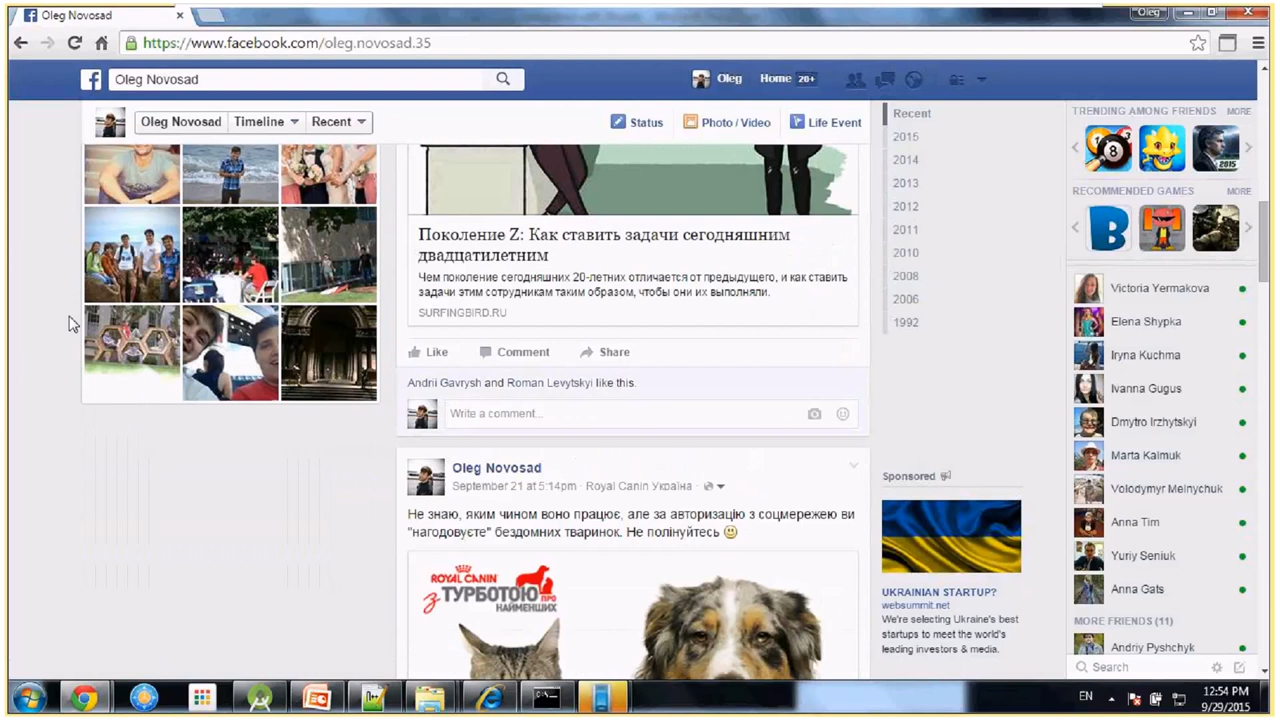 Oleg Novosad
Oleg
https://www.facebook.com/oleg.novosad.35
Oleg Novosad
Oleg
Home 20+
Oleg Novosad
Timeline
Recent
Status
Photo / Video
Life Event
Поколение Z: Как ставить задачи сегодняшним
двадцатилетним
Чем поколение сегодняшних 20-летних отличается от предыдущего, и как ставить
задачи этим сотрудникам таким образом, чтобы они их выполняли.
SURFINGBIRD.RU
Like
Comment
Share
Andrii Gavrysh and Roman Levytskyi like this.
Write a comment...
Oleg Novosad
September 21 at 5:14pm · Royal Canin Україна ·
Не знаю, яким чином воно працює, але за авторизацію з соцмережею ви
"нагодовуєте" бездомних тваринок. Не полінуйтесь
ROYAL CANIN
з ТУРБОТОЮ ПРО
НАЙМЕНШИХ
Recent
2015
2014
2013
2012
2011
2010
2008
2006
1992
Sponsored
UKRAINIAN STARTUP?
websummit.net
We're selecting Ukraine's best
startups to meet the world's
leading investors & media.
TRENDING AMONG FRIENDS
MORE
8
2015
RECOMMENDED GAMES
MORE
B
Victoria Yermakova
Elena Shypka
Iryna Kuchma
Ivanna Gugus
Dmytro Irzhytskyi
Marta Kalmuk
Volodymyr Melnychuk
Anna Tim
Yuriy Seniuk
Anna Gats
MORE FRIENDS (11)
Andriy Pyshchyk
Search
EN
12:54 PM
9/29/2015